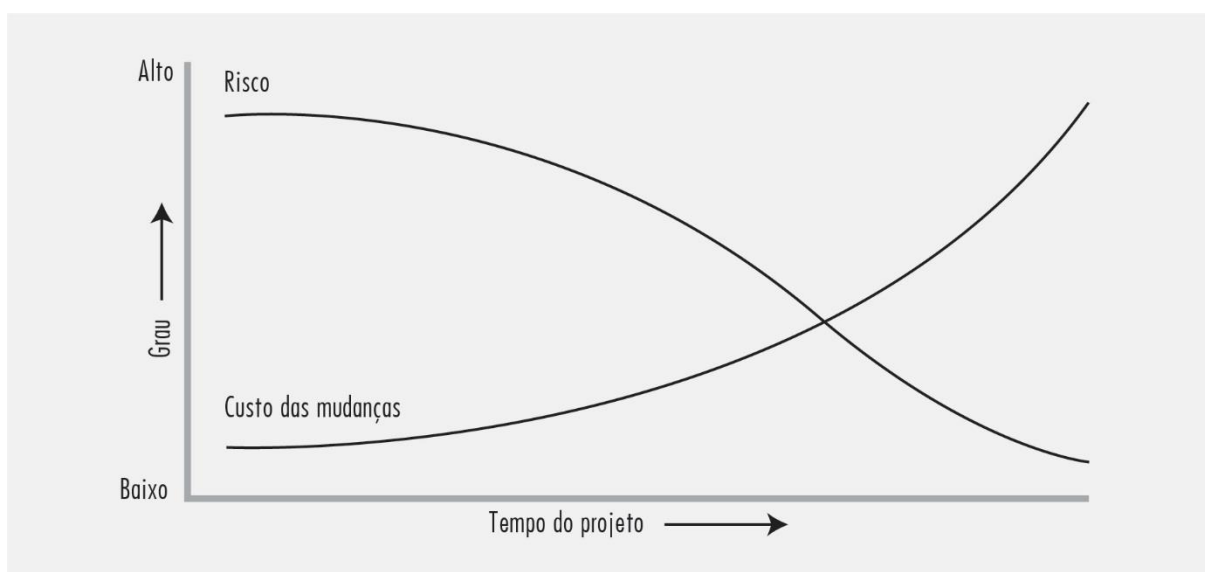 Alto
Risco
Grau
Custo das mudanças
Baixo
Tempo do projeto